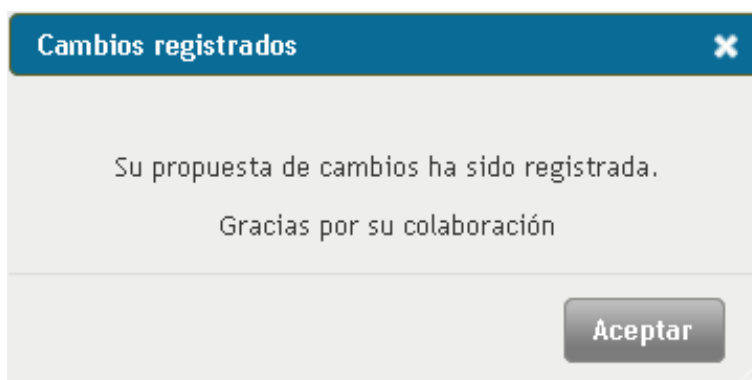 Cambios registrados
Su propuesta de cambios ha sido registrada.
Gracias por su colaboración
Aceptar